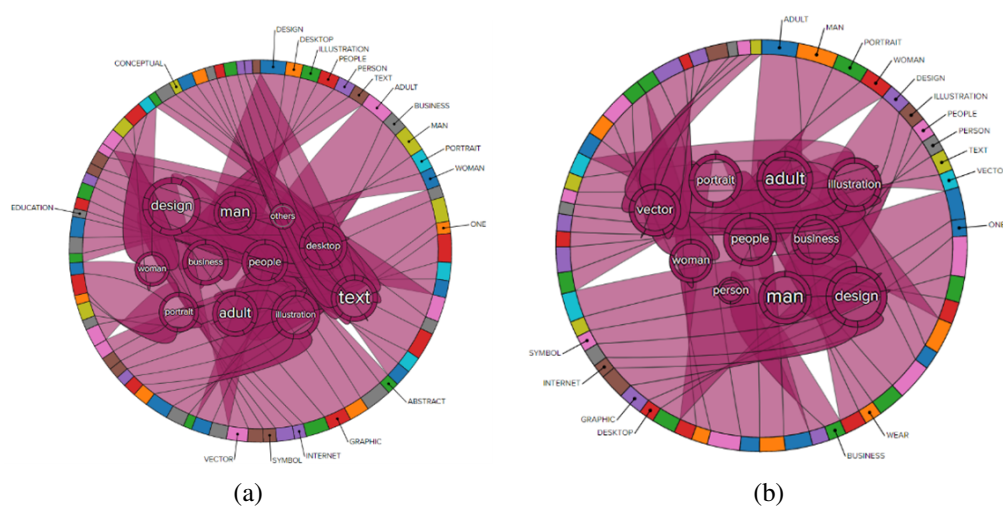 DESIGN
DESKTOP
ILLUSTRATION
PEOPLE
PERSON
TEXT
ADULT
BUSINESS
MAN
PORTRAIT
WOMAN
ONE
ABSTRACT
GRAPHIC
INTERNET
SYMBOL
VECTOR
EDUCATION
CONCEPTUAL
design
man
others
desktop
woman
business
people
text
portrait
adult
illustration
(a)
ADULT
MAN
PORTRAIT
WOMAN
DESIGN
ILLUSTRATION
PEOPLE
PERSON
TEXT
VECTOR
ONE
WEAR
BUSINESS
DESKTOP
GRAPHIC
INTERNET
SYMBOL
portrait
adult
illustration
vector
people
business
woman
person
man
design
(b)